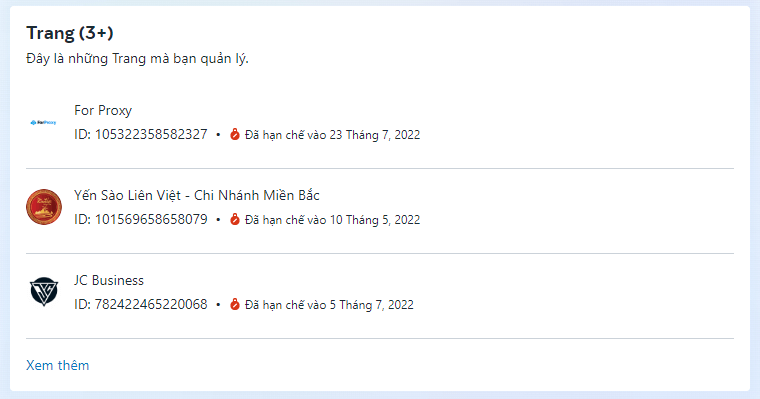 Trang (3+)
Đây là những Trang mà bạn quản lý.
For Proxy
ForProxy
ID: 105322358582327 • Đã hạn chế vào 23 Tháng 7, 2022
Yến Sào Liên Việt - Chi Nhánh Miền Bắc
ID: 101569658658079 • Đã hạn chế vào 10 Tháng 5, 2022
JC Business
ID: 782422465220068 • Đã hạn chế vào 5 Tháng 7, 2022
Xem thêm